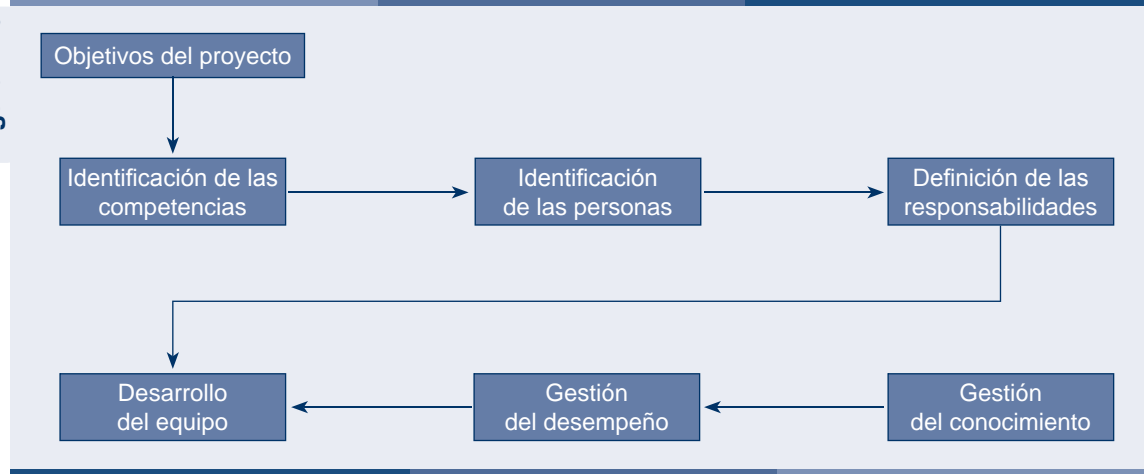 Objetivos del proyecto
Identificación de las
competencias
Identificación
de las personas
Definición de las
responsabilidades
Desarrollo
del equipo
Gestión
del desempeño
Gestión
del conocimiento